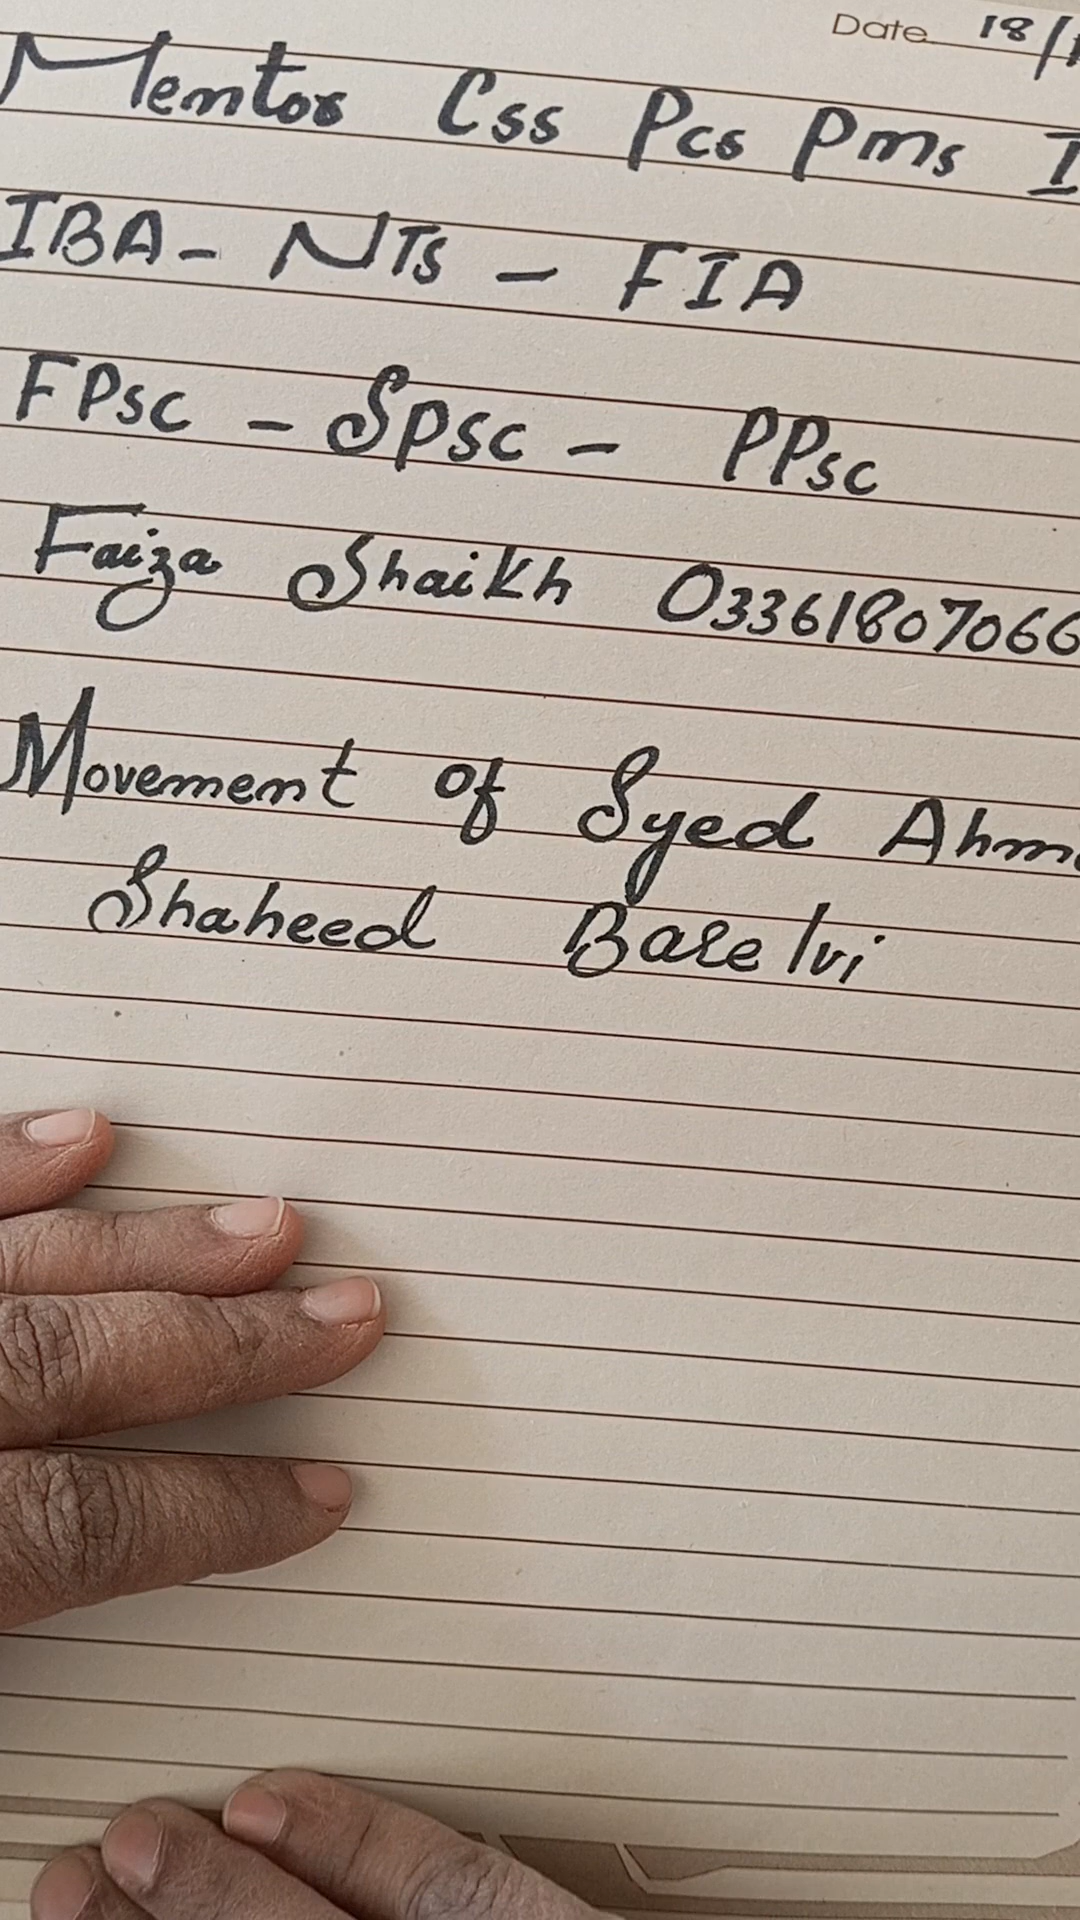 Date 18/
Mentor Css Pcs Pms
IBA - NTS - FIA
FPsc - SPSC - PPsc
Faiza Shaikh 03361807066
Movement of Syed Ahm
Shaheed Barelvi